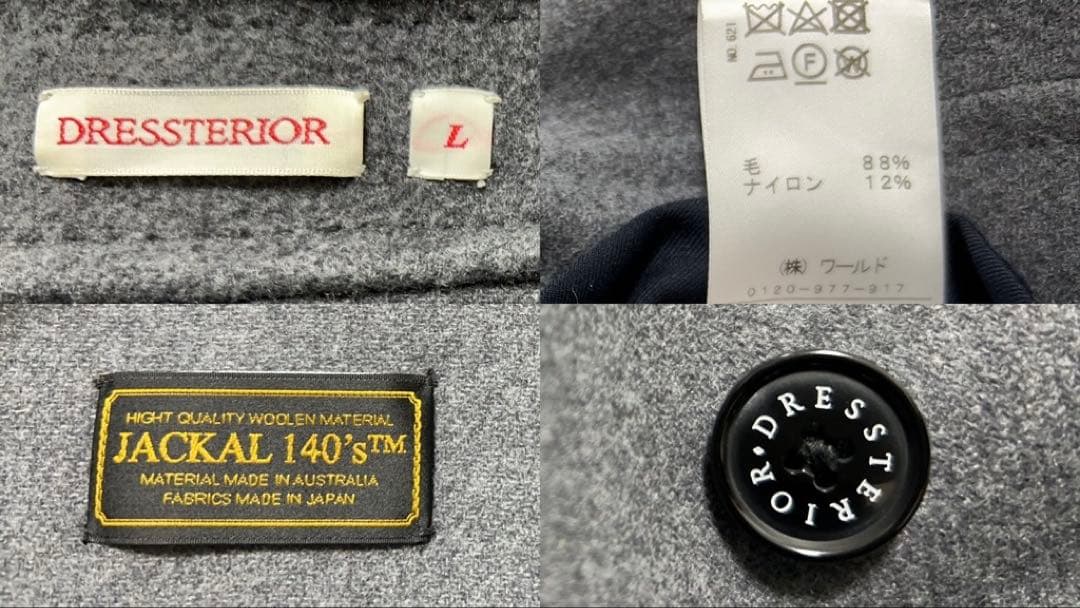 DRESSTERIOR
L
NO.621
F
毛 88%
ナイロン 12%
(株) ワールド
0120-977-917
HIGHT QUALITY WOOLEN MATERIAL
JACKAL 140's™
MATERIAL MADE IN AUSTRALIA
FABRICS MADE IN JAPAN
DRESSTERIOR